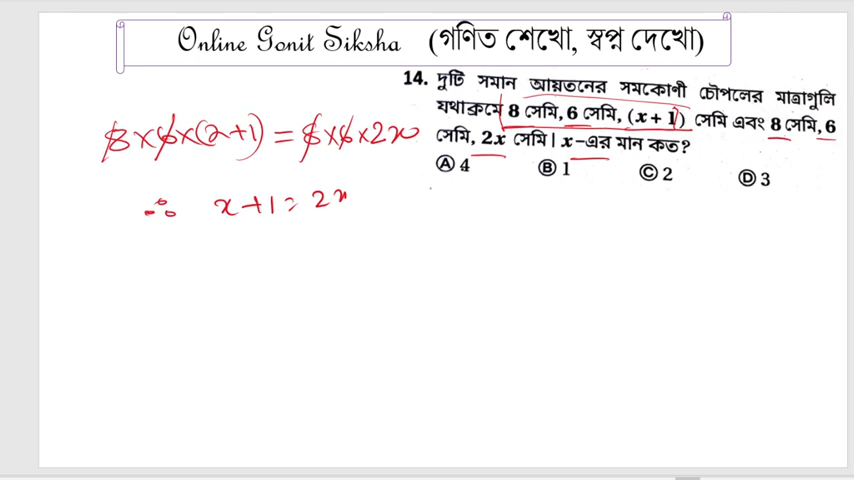 Online Gonit Siksha (গণিত শেখো, স্বপ্ন দেখো)
14. দুটি সমান আয়তনের সমকোণী চৌপলের মাত্রাগুলি
যথাক্রমে 8 সেমি, 6 সেমি, (x + 1) সেমি এবং 8 সেমি, 6
সেমি, 2x সেমি। x-এর মান কত?
Ⓐ 4 Ⓑ 1 Ⓒ 2 Ⓓ 3
8×6×(x+1) = 8×6×2x
∴ x+1 = 2x